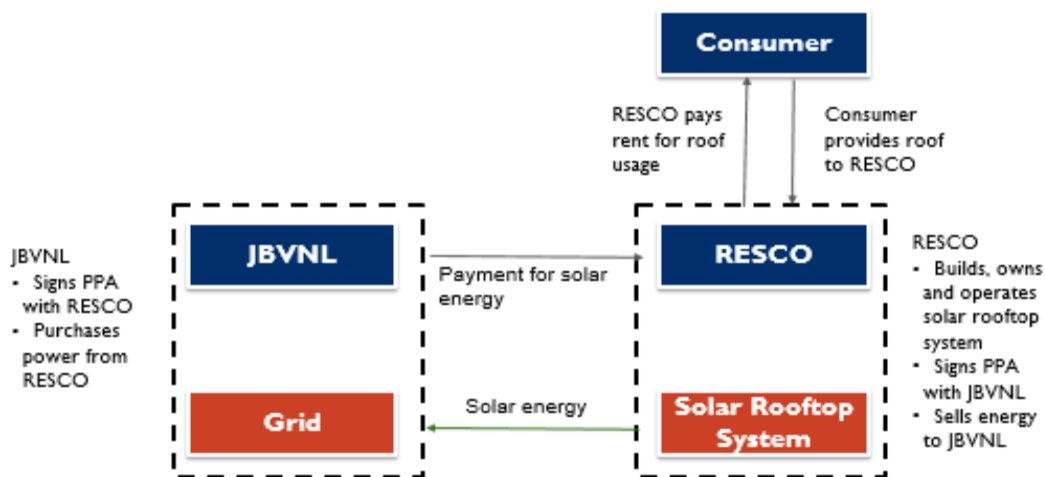 Consumer
RESCO pays
rent for roof
usage
Consumer
provides roof
to RESCO
JBVNL
• Signs PPA
with RESCO
• Purchases
power from
RESCO
JBVNL
Payment for solar
energy
RESCO
RESCO
• Builds, owns
and operates
solar rooftop
system
• Signs PPA
with JBVNL
• Sells energy
to JBVNL
Grid
Solar energy
Solar Rooftop
System